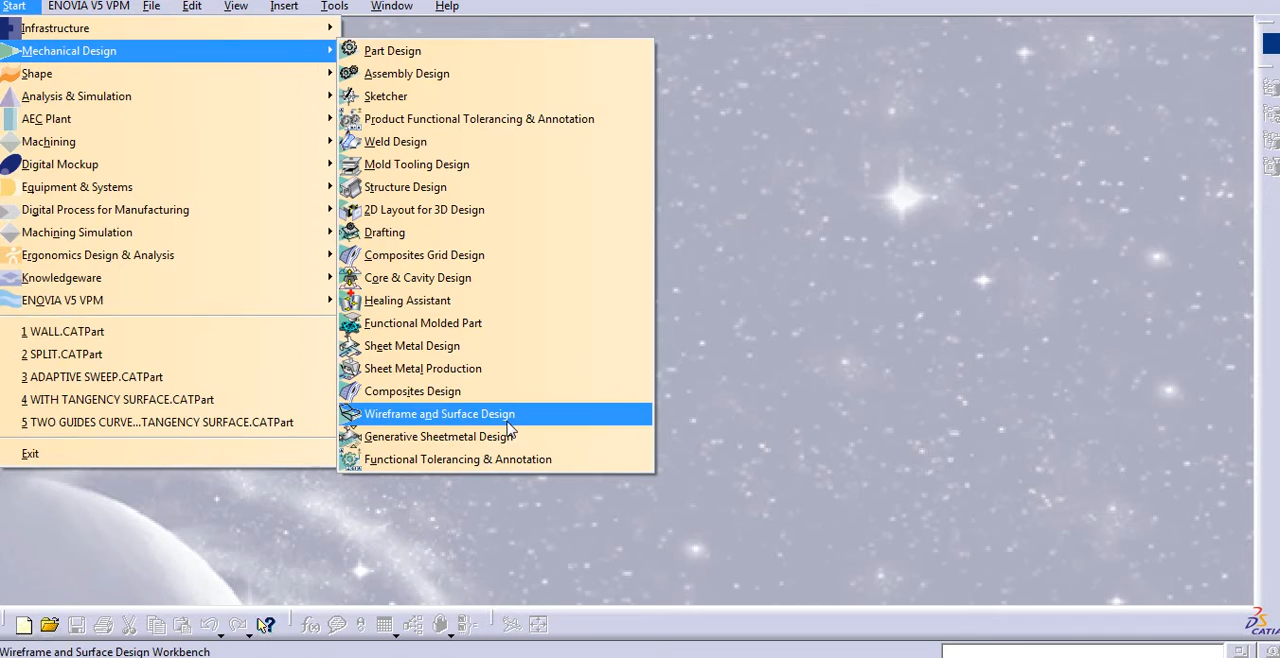 Start ENOVIA V5 VPM File Edit View Insert Tools Window Help
Infrastructure
Mechanical Design
Shape
Analysis & Simulation
AEC Plant
Machining
Digital Mockup
Equipment & Systems
Digital Process for Manufacturing
Machining Simulation
Ergonomics Design & Analysis
Knowledgeware
ENOVIA V5 VPM
1 WALL.CATPart
2 SPLIT.CATPart
3 ADAPTIVE SWEEP.CATPart
4 WITH TANGENCY SURFACE.CATPart
5 TWO GUIDES CURVE...TANGENCY SURFACE.CATPart
Exit
Part Design
Assembly Design
Sketcher
Product Functional Tolerancing & Annotation
Weld Design
Mold Tooling Design
Structure Design
2D Layout for 3D Design
Drafting
Composites Grid Design
Core & Cavity Design
Healing Assistant
Functional Molded Part
Sheet Metal Design
Sheet Metal Production
Composites Design
Wireframe and Surface Design
Generative Sheetmetal Design
Functional Tolerancing & Annotation
f(x)
CATIA
Wireframe and Surface Design Workbench